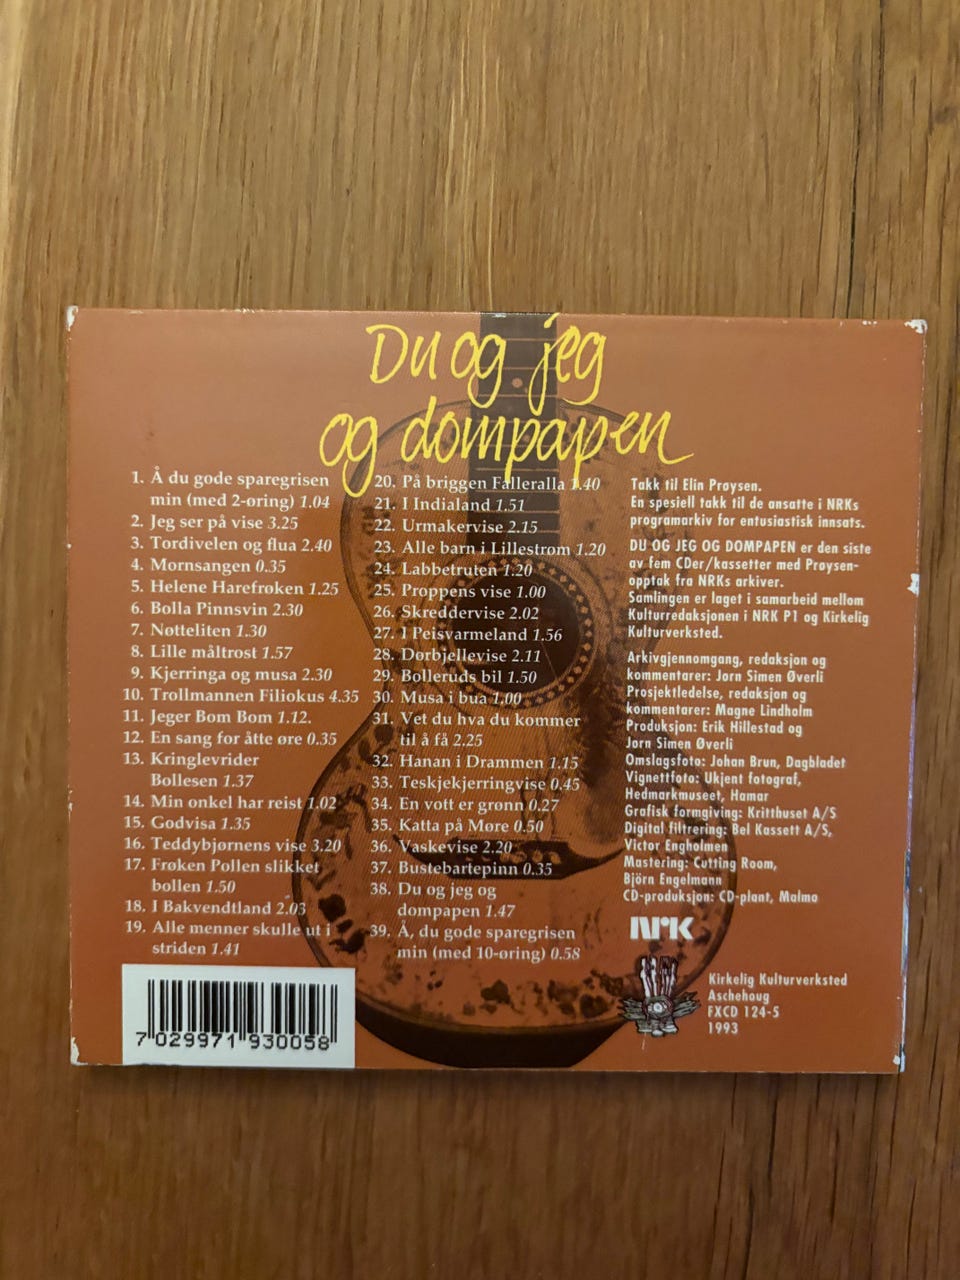 Du og jeg
og dompapen
1. Å du gode sparegrisen
min (med 2-øring) 1.04
2. Jeg ser på vise 3.25
3. Tordivelen og flua 2.40
4. Mornsangen 0.35
5. Helene Harefrøken 1.25
6. Bolla Pinnsvin 2.30
7. Nøtteliten 1.30
8. Lille måltrost 1.57
9. Kjerringa og musa 2.30
10. Trollmannen Filiokus 4.35
11. Jeger Bom Bom 1.12.
12. En sang for åtte øre 0.35
13. Kringlevrider
Bollesen 1.37
14. Min onkel har reist 1.02
15. Godvisa 1.35
16. Teddybjørnens vise 3.20
17. Frøken Pollen slikket
bollen 1.50
18. I Bakvendtland 2.03
19. Alle menner skulle ut i
striden 1.41
20. På briggen Falleralla 1.40
21. I Indialand 1.51
22. Urmakervise 2.15
23. Alle barn i Lillestrøm 1.20
24. Labbetruten 1.20
25. Proppens vise 1.00
26. Skreddervise 2.02
27. I Peisvarmeland 1.56
28. Dørbjellevise 2.11
29. Bolleruds bil 1.50
30. Musa i bua 1.00
31. Vet du hva du kommer
til å få 2.25
32. Hanan i Drammen 1.15
33. Teskjekjerringvise 0.45
34. En vott er grønn 0.27
35. Katta på Møre 0.50
36. Vaskevise 2.20
37. Bustebartepinn 0.35
38. Du og jeg og
dompapen 1.47
39. Å, du gode sparegrisen
min (med 10-øring) 0.58
Takk til Elin Prøysen.
En spesiell takk til de ansatte i NRKs
programarkiv for entusiastisk innsats.
DU OG JEG OG DOMPAPEN er den siste
av fem CDer/kassetter med Prøysen-
opptak fra NRKs arkiver.
Samlingen er laget i samarbeid mellom
Kulturredaksjonen i NRK P1 og Kirkelig
Kulturverksted.
Arkivgjennomgang, redaksjon og
kommentarer: Jørn Simen Øverli
Prosjektledelse, redaksjon og
kommentarer: Magne Lindholm
Produksjon: Erik Hillestad og
Jørn Simen Øverli
Omslagsfoto: Johan Brun, Dagbladet
Vignettfoto: Ukjent fotograf,
Hedmarkmuseet, Hamar
Grafisk formgiving: Kritthuset A/S
Digital filtrering: Bel Kassett A/S,
Victor Engholmen
Mastering: Cutting Room,
Björn Engelmann
CD-produksjon: CD-plant, Malmø
NRK
Kirkelig Kulturverksted
Aschehoug
FXCD 124-5
1993
7 029971 930058